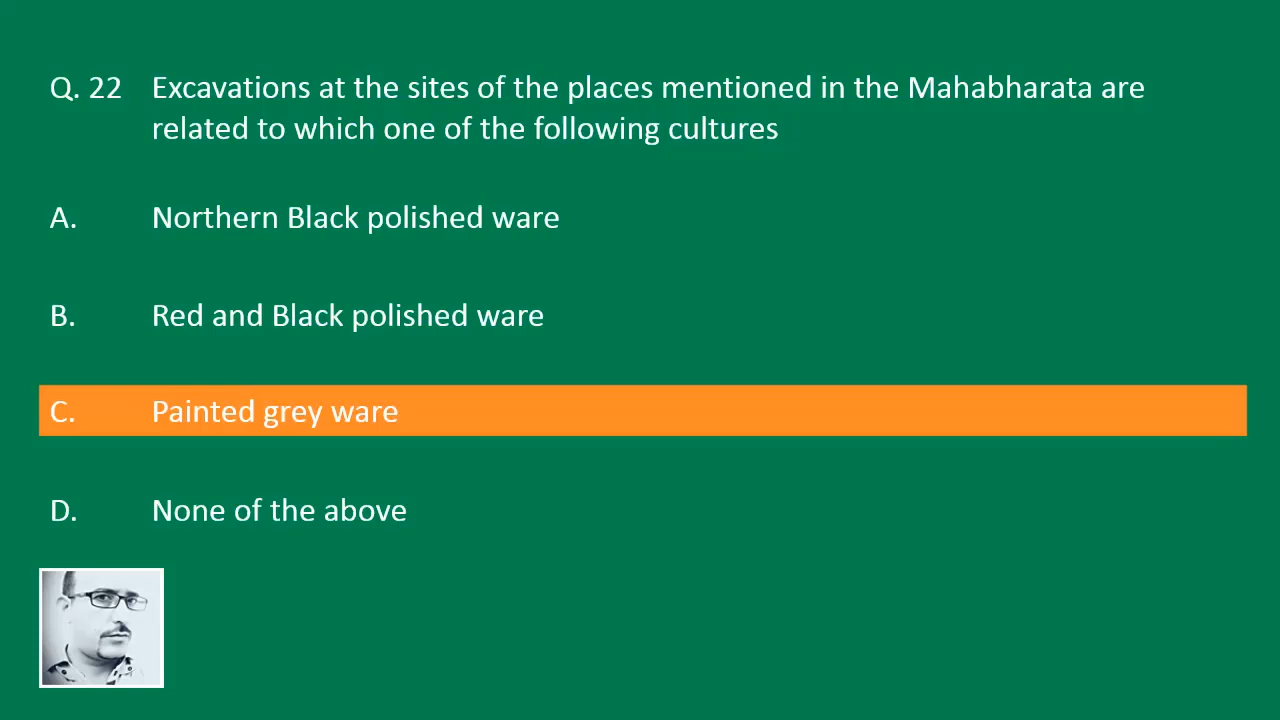 Q. 22 Excavations at the sites of the places mentioned in the Mahabharata are
related to which one of the following cultures
A. Northern Black polished ware
B. Red and Black polished ware
C. Painted grey ware
D. None of the above